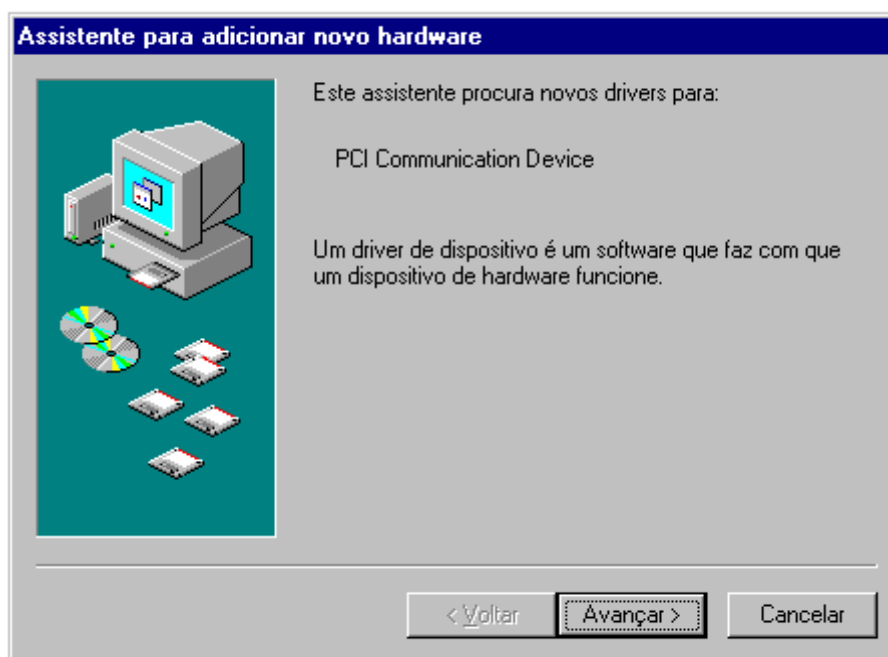 Assistente para adicionar novo hardware
Este assistente procura novos drivers para:
PCI Communication Device
Um driver de dispositivo é um software que faz com que
um dispositivo de hardware funcione.
< Voltar
Avançar >
Cancelar